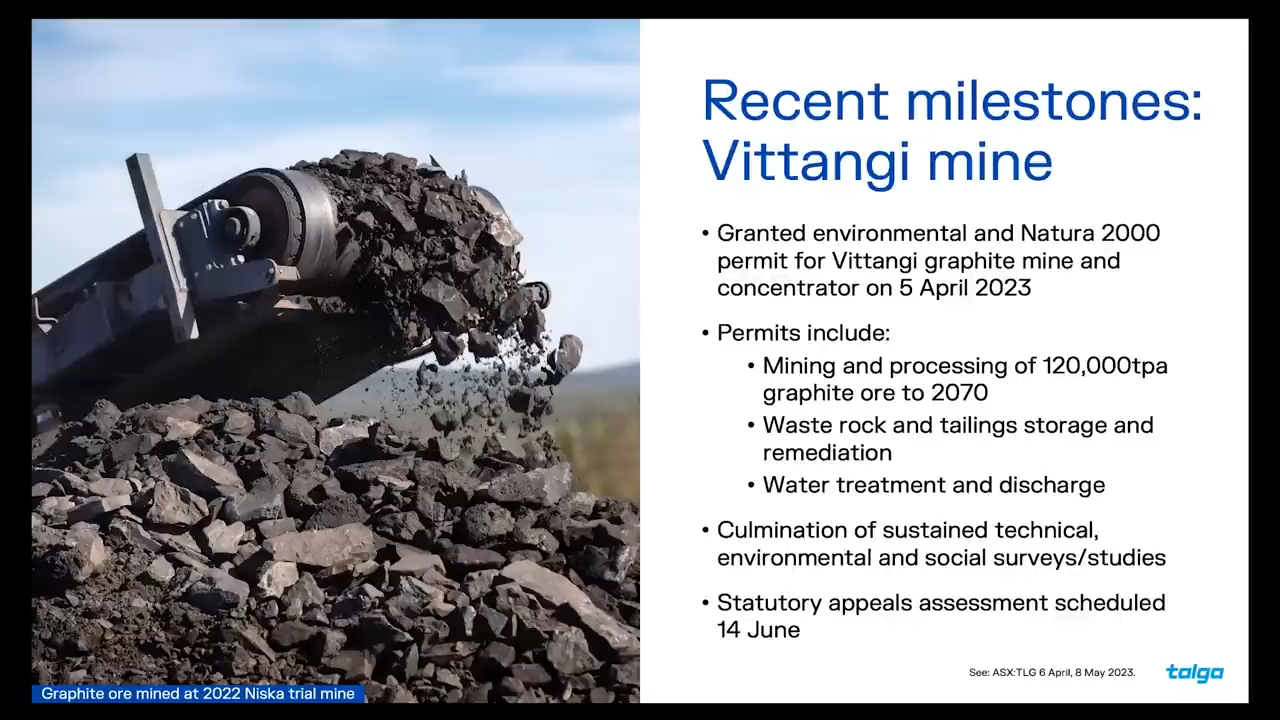 Recent milestones:
Vittangi mine
• Granted environmental and Natura 2000
permit for Vittangi graphite mine and
concentrator on 5 April 2023
• Permits include:
• Mining and processing of 120,000tpa
graphite ore to 2070
• Waste rock and tailings storage and
remediation
• Water treatment and discharge
• Culmination of sustained technical,
environmental and social surveys/studies
• Statutory appeals assessment scheduled
14 June
See: ASX:TLG 6 April, 8 May 2023.
talga
Graphite ore mined at 2022 Niska trial mine